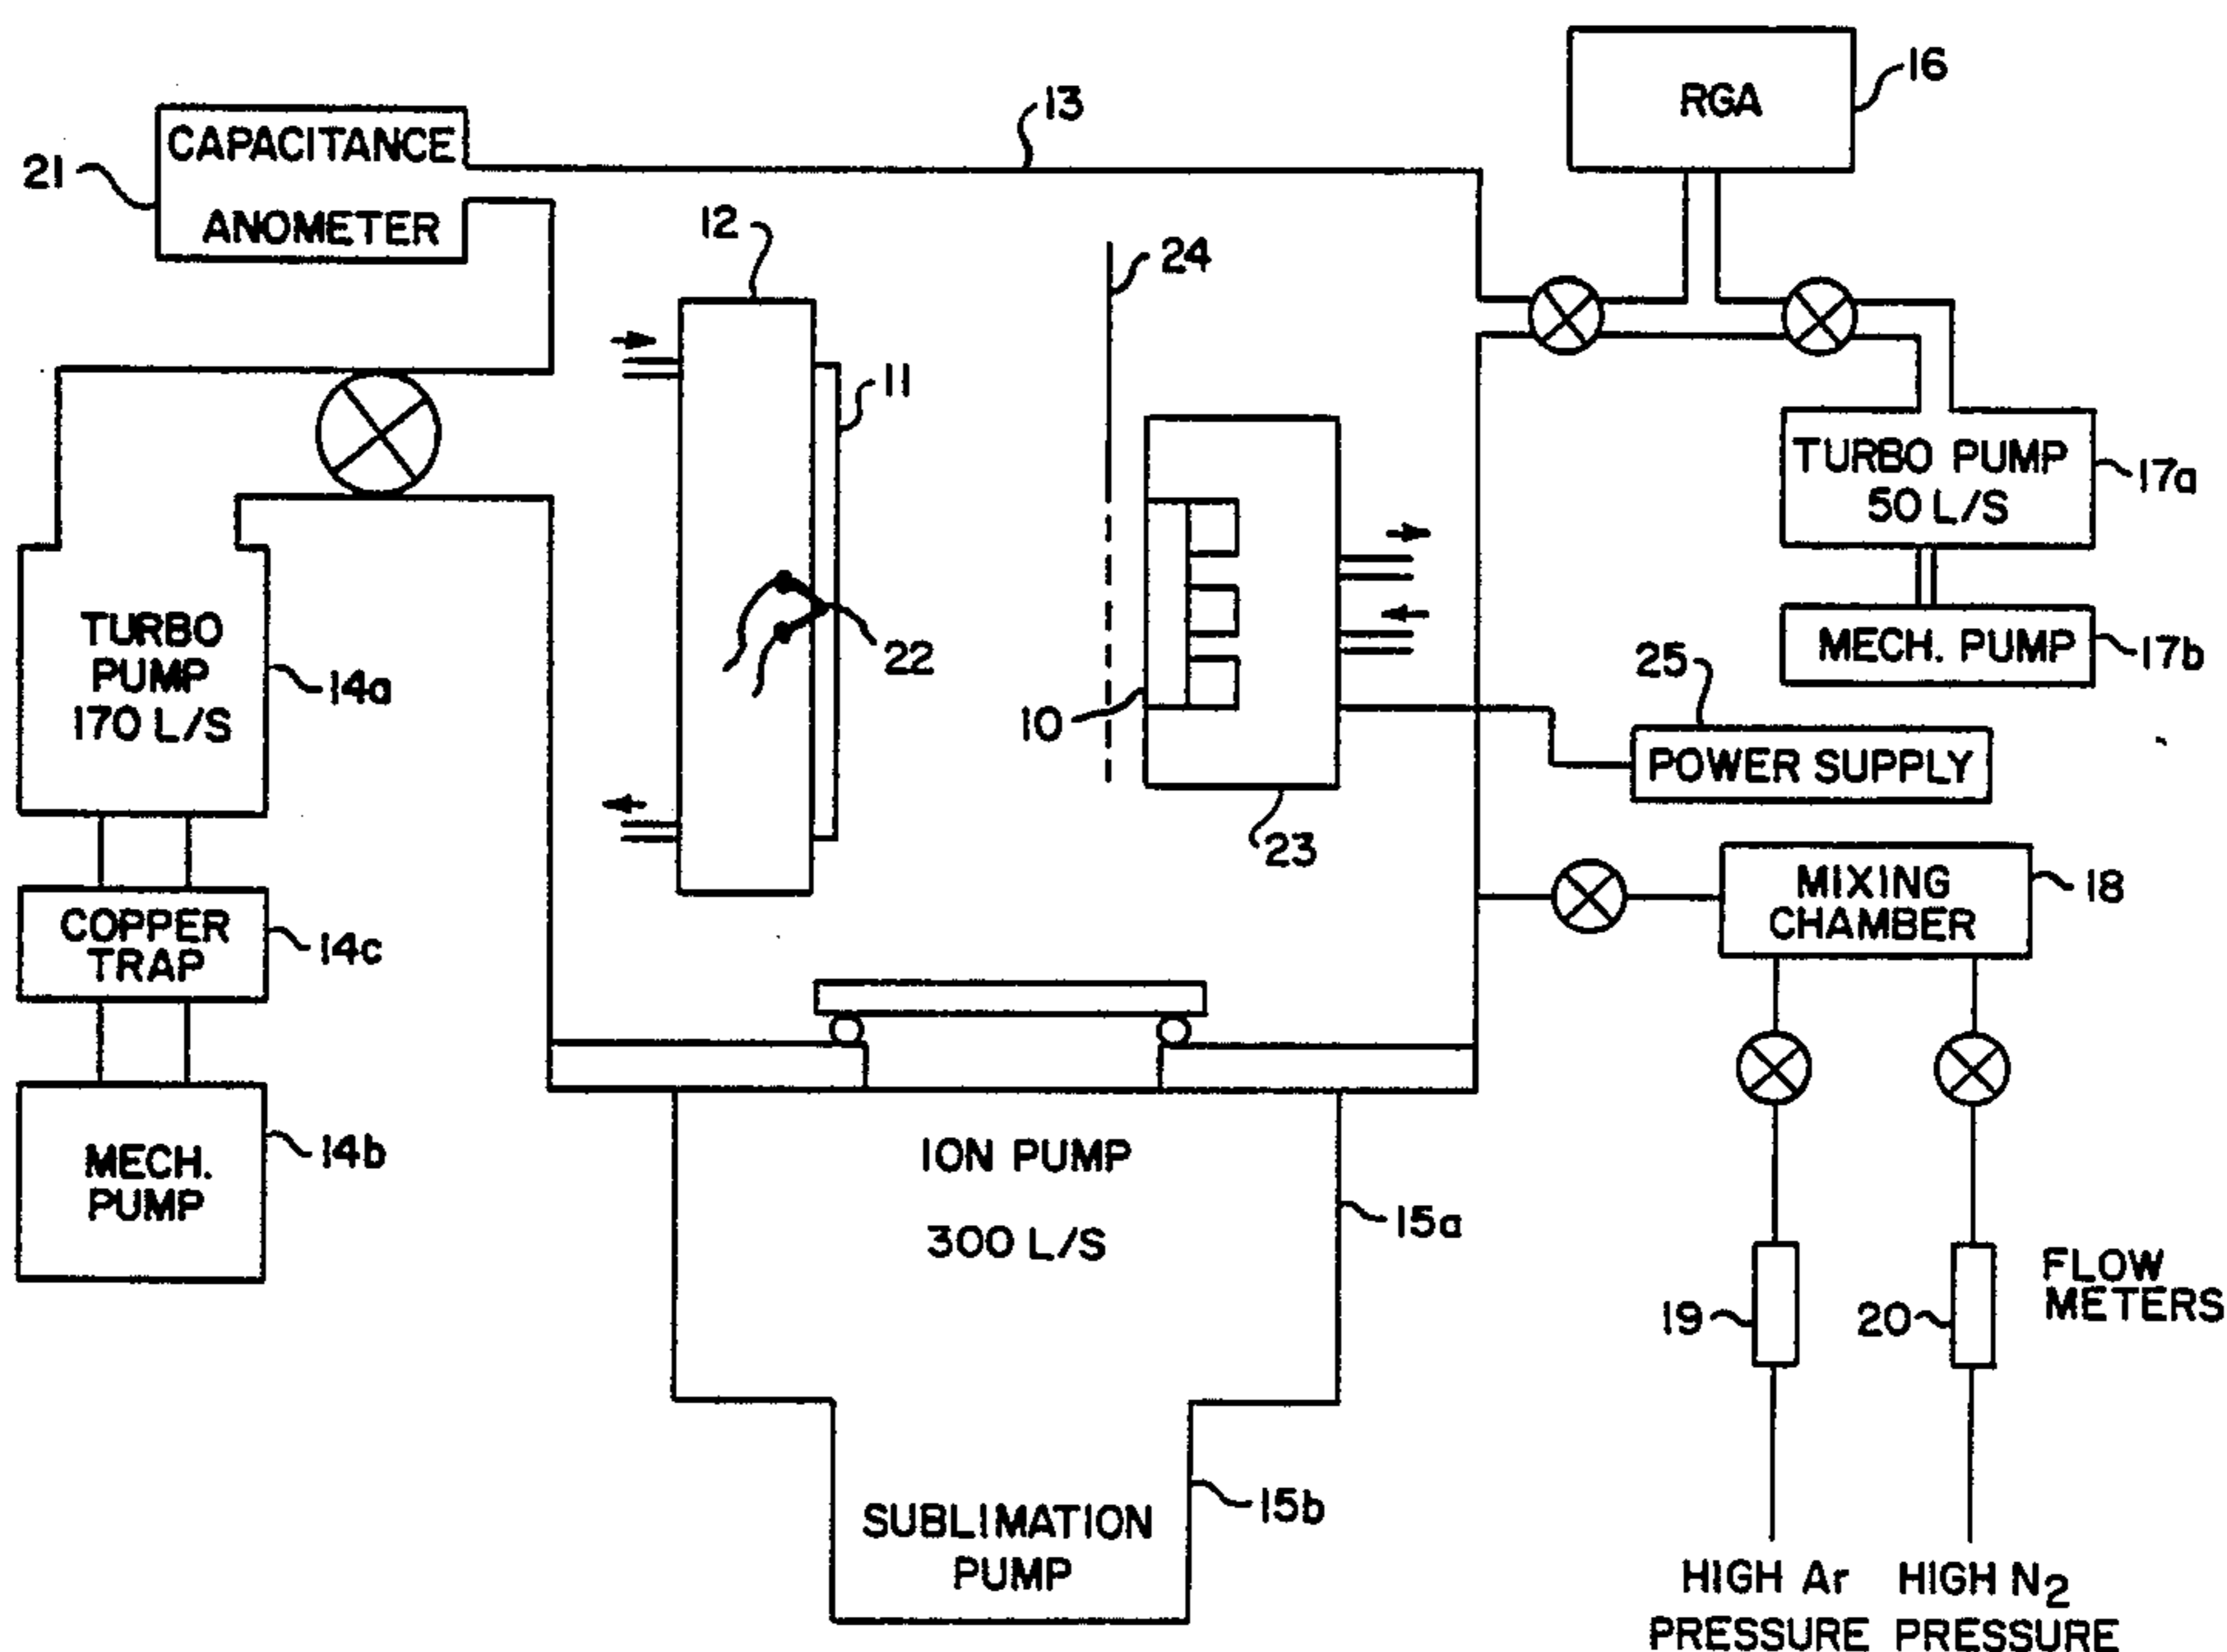 CAPACITANCE
ANOMETER
21
13
RGA
16
12
24
11
22
10
23
TURBO PUMP
50 L/S
17a
MECH. PUMP
17b
25
POWER SUPPLY
TURBO
PUMP
170 L/S
14a
COPPER
TRAP
14c
MECH.
PUMP
14b
MIXING
CHAMBER
18
ION PUMP
300 L/S
15a
SUBLIMATION
PUMP
15b
19
20
FLOW
METERS
HIGH Ar
PRESSURE
HIGH N2
PRESSURE